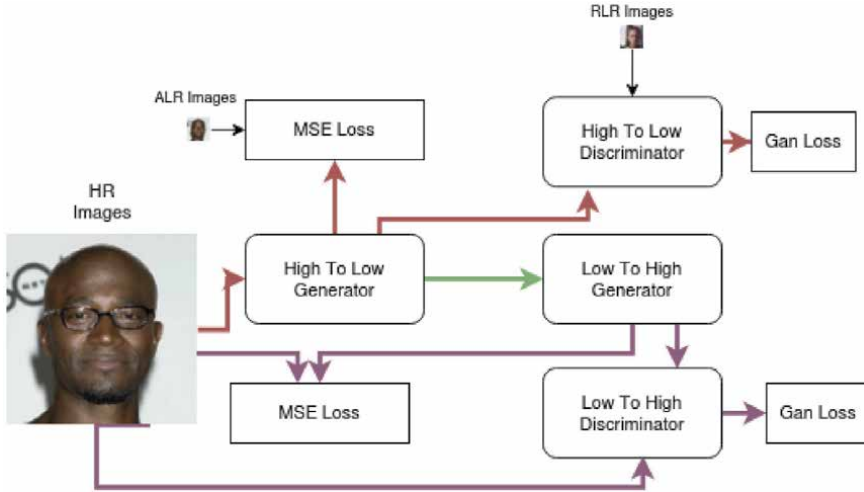 RLR Images
ALR Images
MSE Loss
High To Low
Discriminator
Gan Loss
HR
Images
High To Low
Generator
Low To High
Generator
MSE Loss
Low To High
Discriminator
Gan Loss